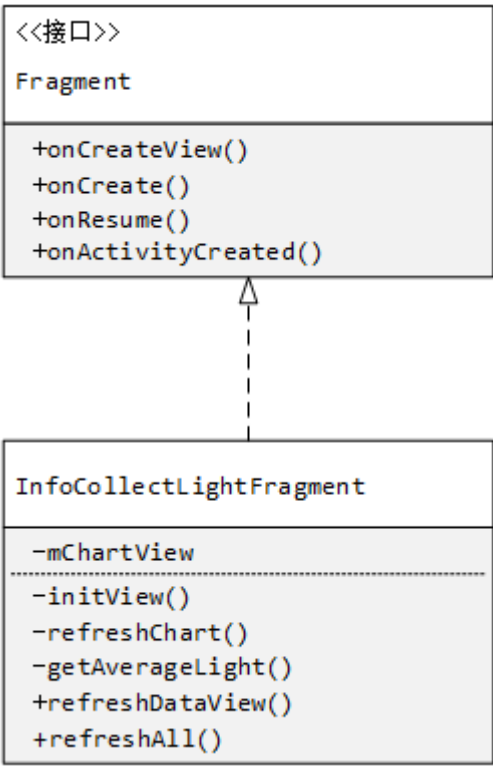 <<接口>>
Fragment
+onCreateView()
+onCreate()
+onResume()
+onActivityCreated()
InfoCollectLightFragment
-mChartView
-initView()
-refreshChart()
-getAverageLight()
+refreshDataView()
+refreshAll()